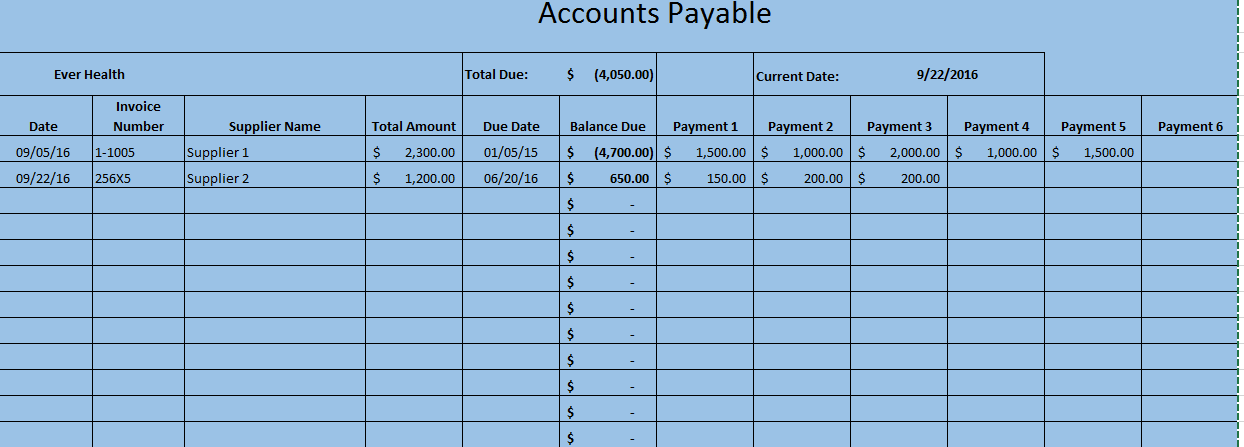 Accounts Payable
Ever Health Total Due: $ (4,050.00) Current Date: 9/22/2016
Date Invoice Number Supplier Name Total Amount Due Date Balance Due Payment 1 Payment 2 Payment 3 Payment 4 Payment 5 Payment 6
09/05/16 1-1005 Supplier 1 $ 2,300.00 01/05/15 $ (4,700.00) $ 1,500.00 $ 1,000.00 $ 2,000.00 $ 1,000.00 $ 1,500.00
09/22/16 256X5 Supplier 2 $ 1,200.00 06/20/16 $ 650.00 $ 150.00 $ 200.00 $ 200.00
$ -
$ -
$ -
$ -
$ -
$ -
$ -
$ -
$ -
$ -